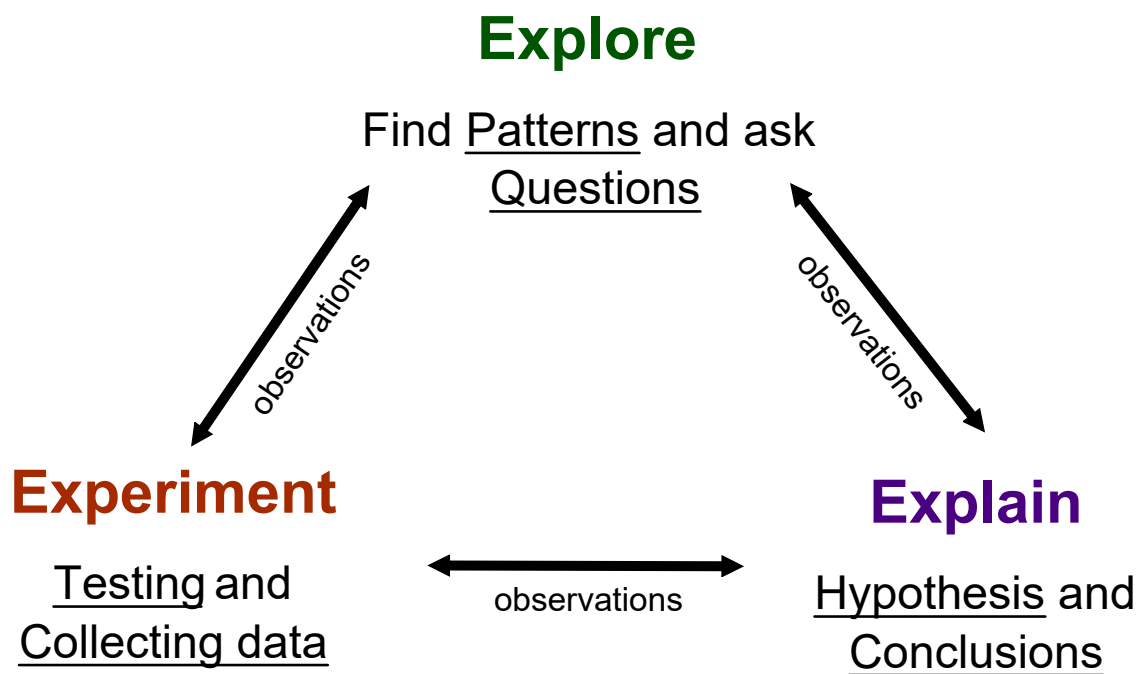 Explore
Find Patterns and ask
Questions
observations
observations
Experiment
Explain
Testing and
Collecting data
observations
Hypothesis and
Conclusions